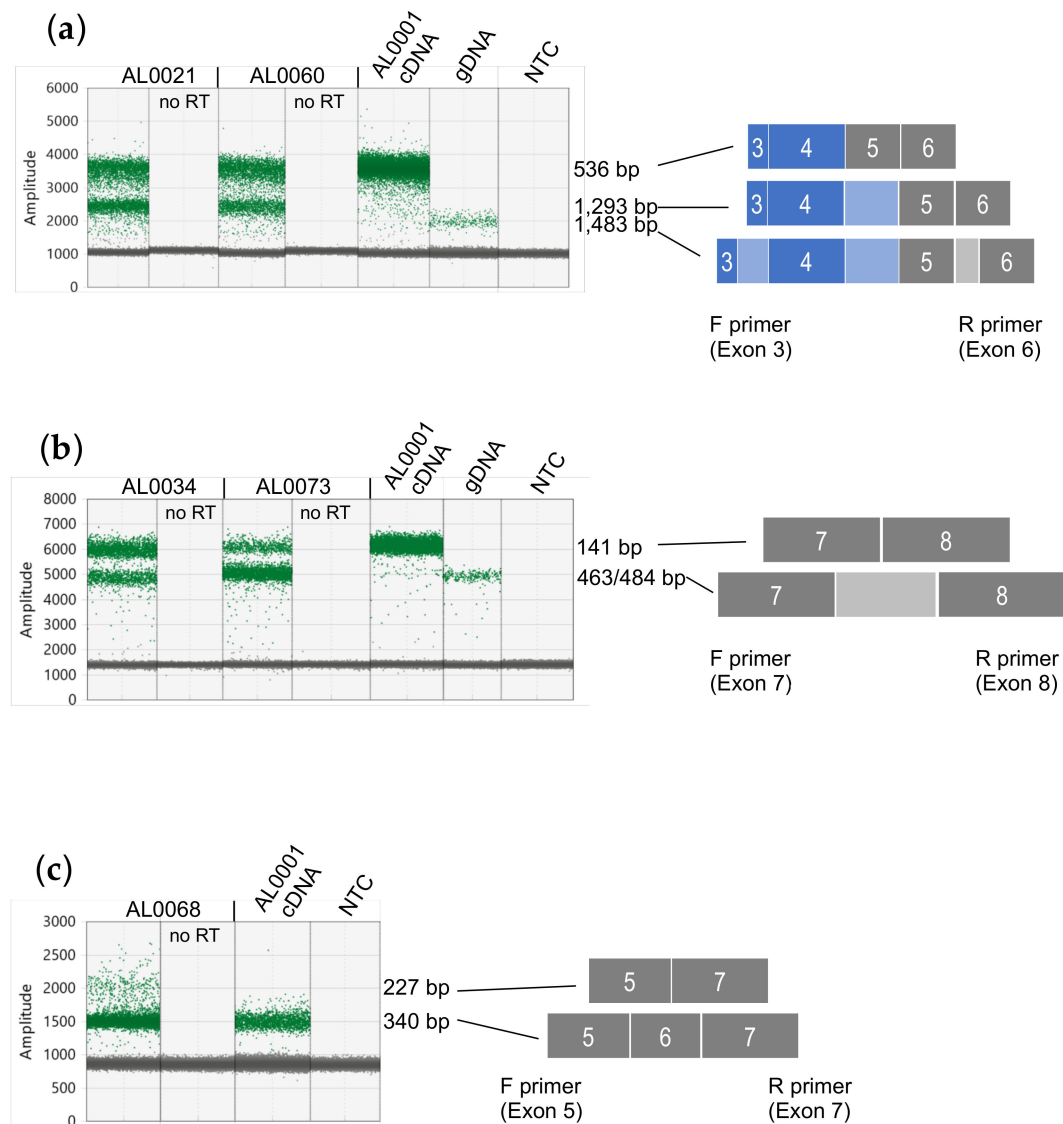 (a)
AL0021
AL0060
AL0001
cDNA
gDNA
NTC
no RT
no RT
Amplitude
6000
5000
4000
3000
2000
1000
0
536 bp
1,293 bp
1,483 bp
3 4 5 6
3 4 5 6
3 4 5 6
F primer
(Exon 3)
R primer
(Exon 6)
(b)
AL0034
AL0073
AL0001
cDNA
gDNA
NTC
no RT
no RT
Amplitude
8000
7000
6000
5000
4000
3000
2000
1000
0
141 bp
463/484 bp
7 8
7 8
F primer
(Exon 7)
R primer
(Exon 8)
(c)
AL0068
AL0001
cDNA
NTC
no RT
Amplitude
3000
2500
2000
1500
1000
500
0
227 bp
340 bp
5 7
5 6 7
F primer
(Exon 5)
R primer
(Exon 7)